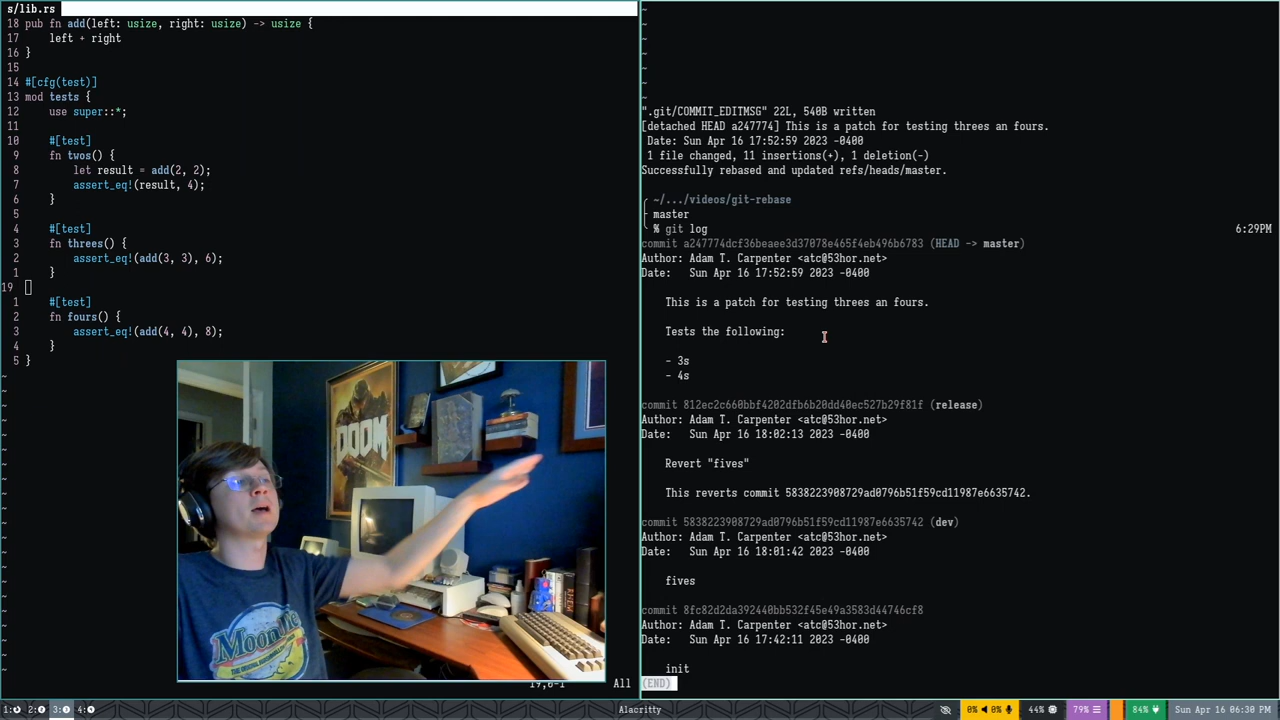 s/lib.rs
18 pub fn add(left: usize, right: usize) -> usize {
17     left + right
16 }
15
14 #[cfg(test)]
13 mod tests {
12     use super::*;
11
10     #[test]
9     fn twos() {
8         let result = add(2, 2);
7         assert_eq!(result, 4);
6     }
5
4     #[test]
3     fn threes() {
2         assert_eq!(add(3, 3), 6);
1     }
19
1     #[test]
2     fn fours() {
3         assert_eq!(add(4, 4), 8);
4     }
5 }
19,0-1     All
DOOM
".git/COMMIT_EDITMSG" 22L, 540B written
[detached HEAD a247774] This is a patch for testing threes an fours.
Date: Sun Apr 16 17:52:59 2023 -0400
1 file changed, 11 insertions(+), 1 deletion(-)
Successfully rebased and updated refs/heads/master.
~/.../videos/git-rebase
master
% git log     6:29PM
commit a247774dcf36beaee3d37078e465f4eb496b6783 (HEAD -> master)
Author: Adam T. Carpenter <atc@53hor.net>
Date:   Sun Apr 16 17:52:59 2023 -0400
This is a patch for testing threes an fours.
Tests the following:
- 3s
- 4s
commit 812ec2c660bbf4202dfb6b20dd40ec527b29f81f (release)
Author: Adam T. Carpenter <atc@53hor.net>
Date:   Sun Apr 16 18:02:13 2023 -0400
Revert "fives"
This reverts commit 5838223908729ad0796b51f59cd11987e6635742.
commit 5838223908729ad0796b51f59cd11987e6635742 (dev)
Author: Adam T. Carpenter <atc@53hor.net>
Date:   Sun Apr 16 18:01:42 2023 -0400
fives
commit 8fc82d2da392440bb532f45e49a3583d44746cf8
Author: Adam T. Carpenter <atc@53hor.net>
Date:   Sun Apr 16 17:42:11 2023 -0400
init
(END)
1: 2: 3: 4:     Alacritty     0% 0% 44% 79% 84% Sun Apr 16 06:30 PM